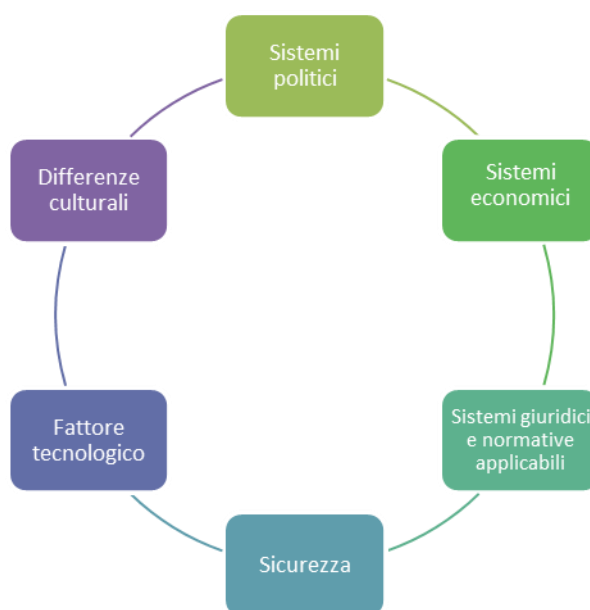 Sistemi
politici
Sistemi
economici
Sistemi giuridici
e normative
applicabili
Sicurezza
Fattore
tecnologico
Differenze
culturali